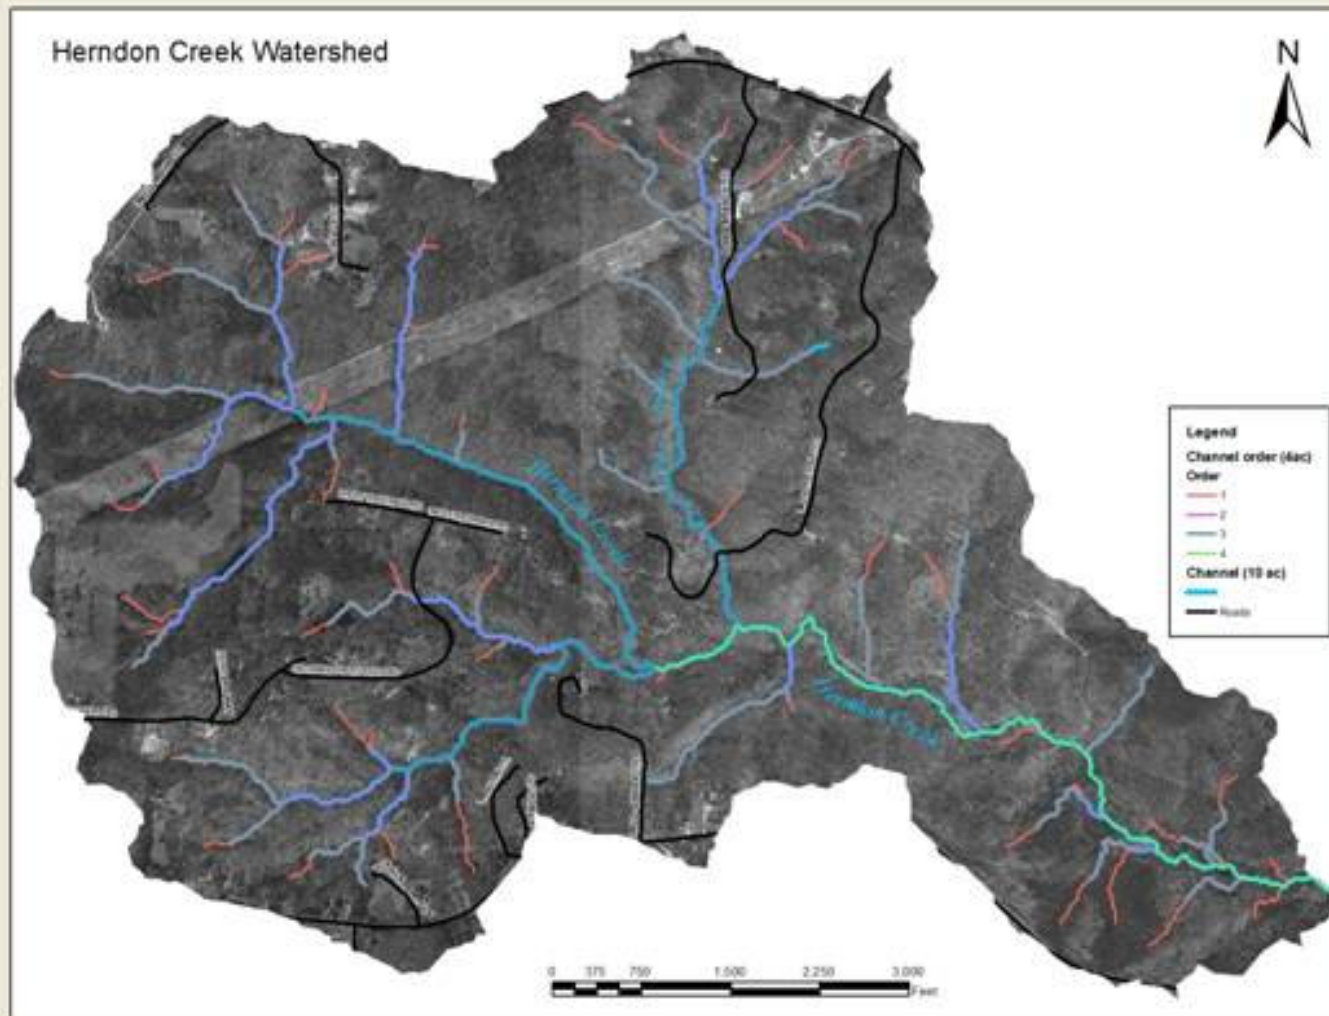 Herndon Creek Watershed
N
Herndon Creek
Herndon Creek
Legend
Channel order (4ac)
Order
1
2
3
4
Channel (10 ac)
Roads
0 375 750 1,500 2,250 3,000
Feet